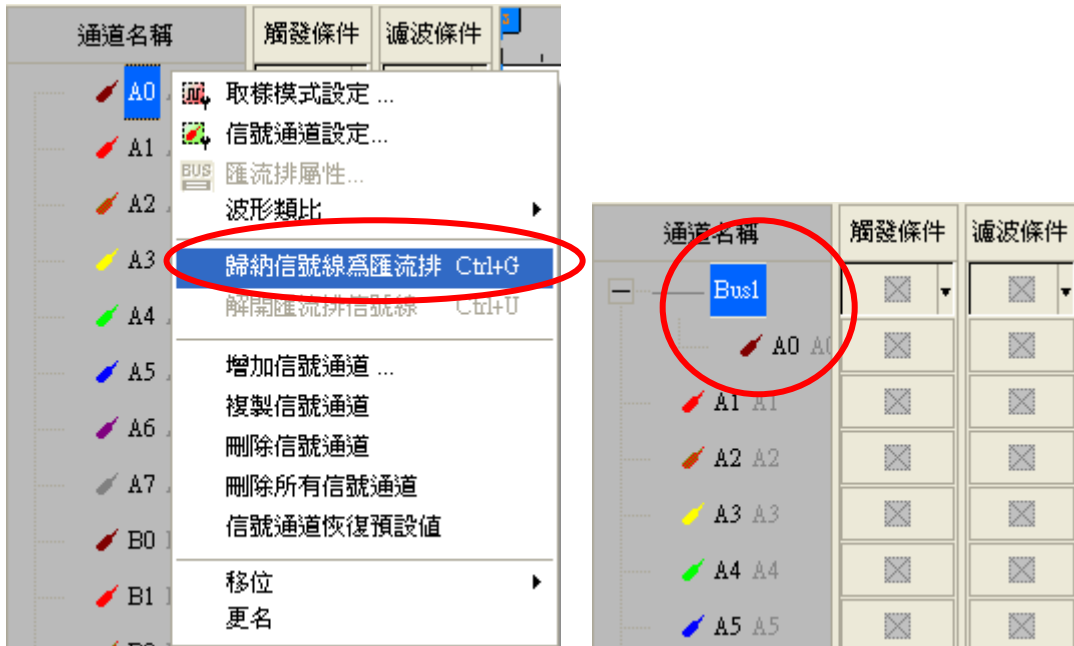 通道名稱 觸發條件 濾波條件
A0
取樣模式設定 ...
信號通道設定...
A1
BUS 匯流排屬性...
A2
波形類比
A3
歸納信號線爲匯流排 Ctrl+G
A4
解開匯流排信號線 Ctrl+U
A5
增加信號通道 ...
複製信號通道
A6
刪除信號通道
A7
刪除所有信號通道
信號通道恢復預設值
B0
移位
B1
更名
通道名稱 觸發條件 濾波條件
Bus1
A0 A0
A1 A1
A2 A2
A3 A3
A4 A4
A5 A5